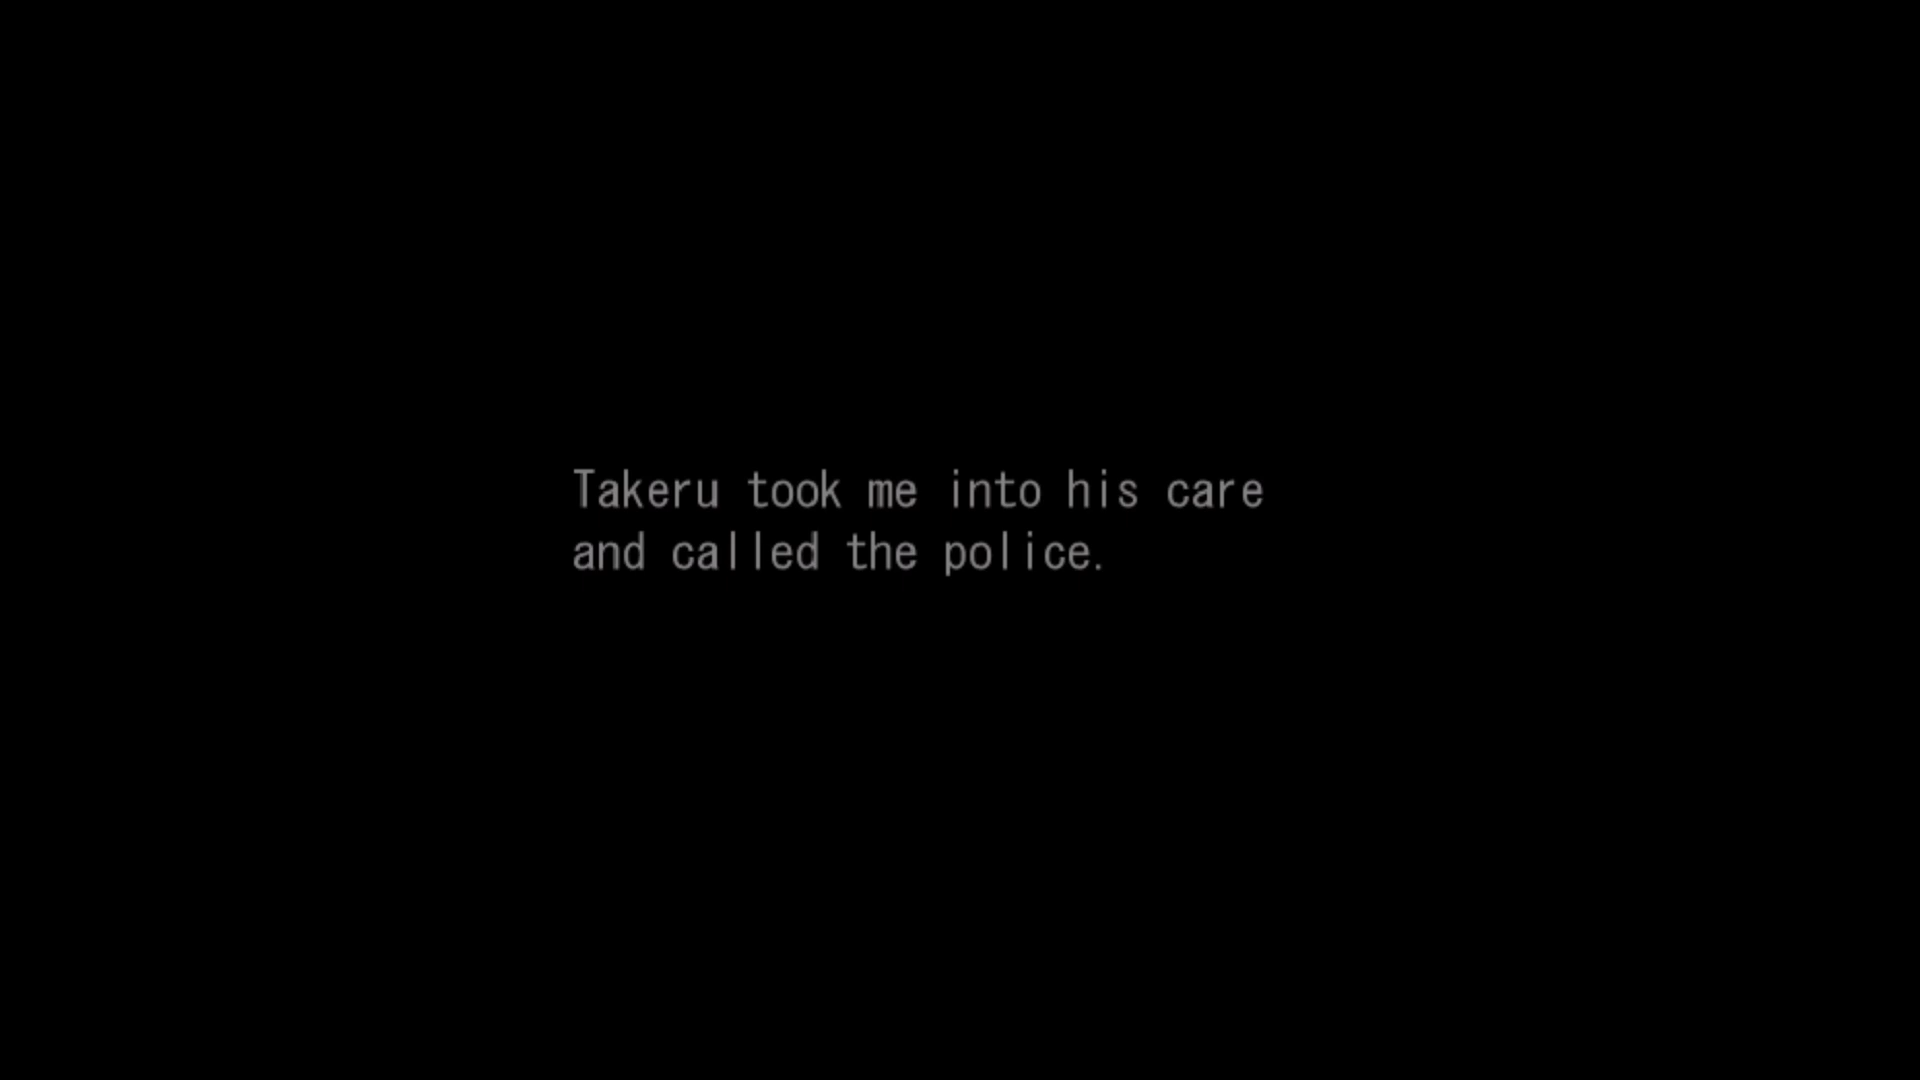 Takeru took me into his care
and called the police.